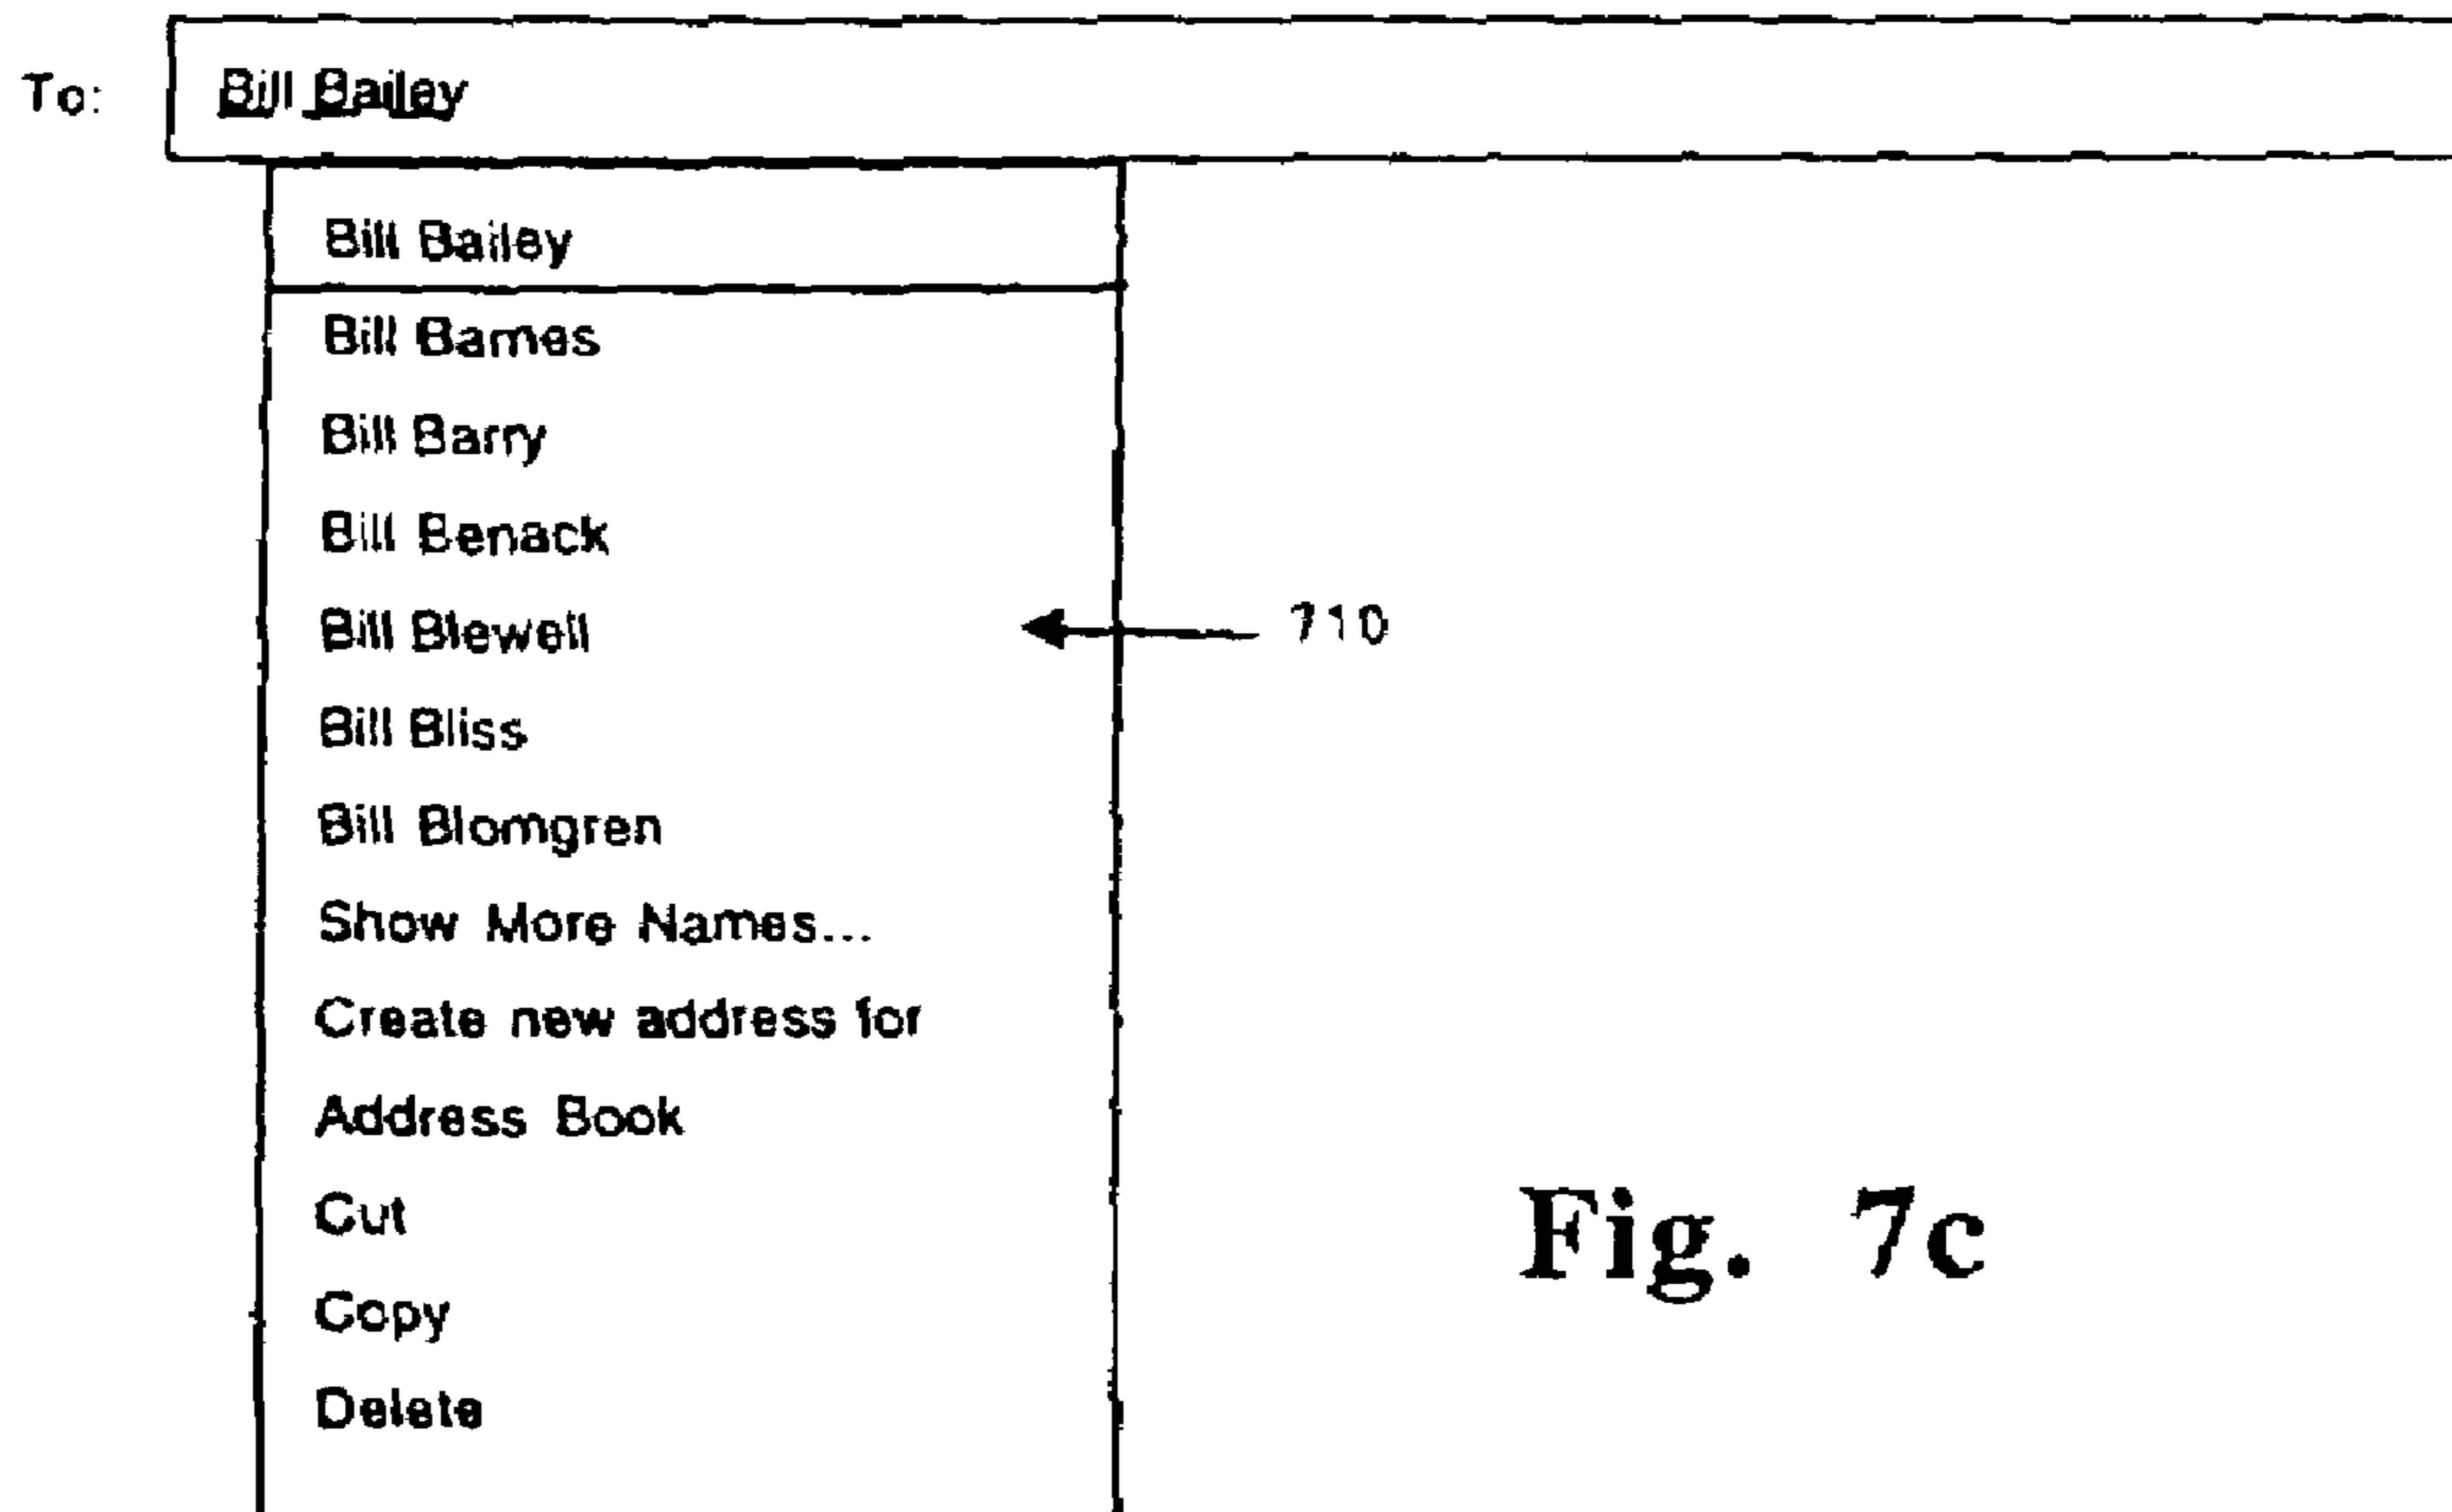 To: Bill Bailey
Bill Bailey
Bill Barnes
Bill Barry
Bill Benack
Bill Blewell
Bill Bliss
Bill Blomgren
Show More Names...
Create new address for
Address Book
Cut
Copy
Delete
710
Fig. 7c